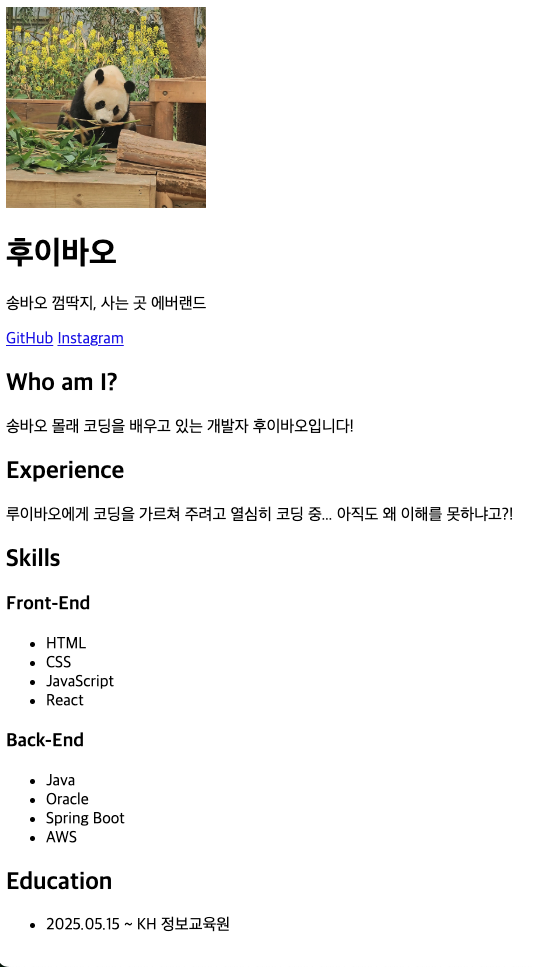 후이바오
송바오 껌딱지, 사는 곳 에버랜드
GitHub Instagram
Who am I?
송바오 몰래 코딩을 배우고 있는 개발자 후이바오입니다!
Experience
루이바오에게 코딩을 가르쳐 주려고 열심히 코딩 중... 아직도 왜 이해를 못하냐고?!
Skills
Front-End
• HTML
• CSS
• JavaScript
• React
Back-End
• Java
• Oracle
• Spring Boot
• AWS
Education
• 2025.05.15 ~ KH 정보교육원